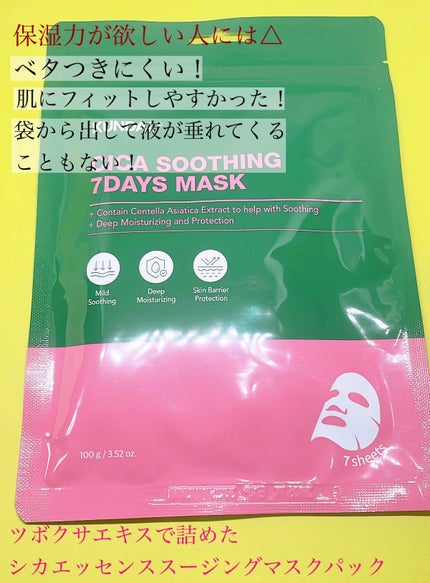 保湿力が欲しい人には△
ベタつきにくい！
肌にフィットしやすかった！
袋から出して液が垂れてくる
こともない！
CICA SOOTHING
7DAYS MASK
+ Contain Centella Asiatica Extract to help with Soothing
+ Deep Moisturizing and Protection
Mild
Soothing
Deep
Moisturizing
Skin Barrier
Protection
100 g / 3,52 oz.
7 sheets
ツボクサエキスで詰めた
シカエッセンススージングマスクパック